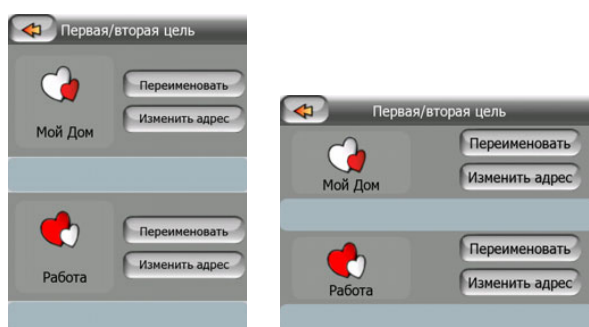 Первая/вторая цель
Переименовать
Изменить адрес
Мой Дом
Переименовать
Изменить адрес
Работа
Первая/вторая цель
Переименовать
Изменить адрес
Мой Дом
Переименовать
Изменить адрес
Работа